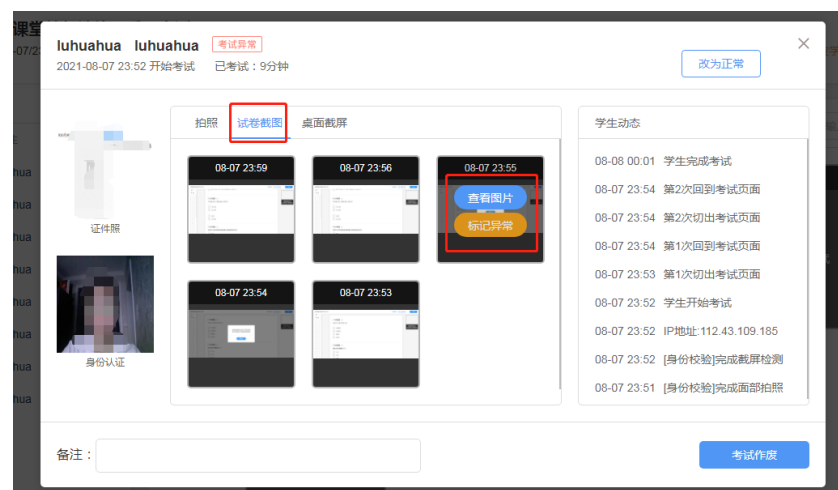 课堂
-07/2
luhuahua luhuahua 考试异常
2021-08-07 23:52 开始考试 已考试：9分钟
改为正常
hua
hua
hua
hua
hua
hua
hua
hua
证件照
身份认证
拍照 试卷截图 桌面截屏
08-07 23:59 08-07 23:56 08-07 23:55
查看图片
标记异常
08-07 23:54 08-07 23:53
学生动态
08-08 00:01 学生完成考试
08-07 23:54 第2次回到考试页面
08-07 23:54 第2次切出考试页面
08-07 23:54 第1次回到考试页面
08-07 23:53 第1次切出考试页面
08-07 23:52 学生开始考试
08-07 23:52 IP地址:112.43.109.185
08-07 23:52 [身份校验]完成截屏检测
08-07 23:51 [身份校验]完成面部拍照
备注：
考试作废